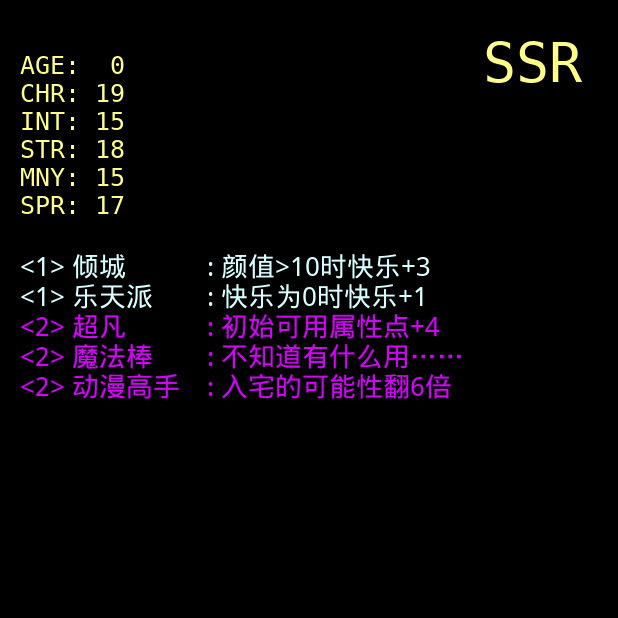 SSR
AGE:  0
CHR: 19
INT: 15
STR: 18
MNY: 15
SPR: 17
<1> 倾城 : 颜值>10时快乐+3
<1> 乐天派 : 快乐为0时快乐+1
<2> 超凡 : 初始可用属性点+4
<2> 魔法棒 : 不知道有什么用……
<2> 动漫高手 : 入宅的可能性翻6倍